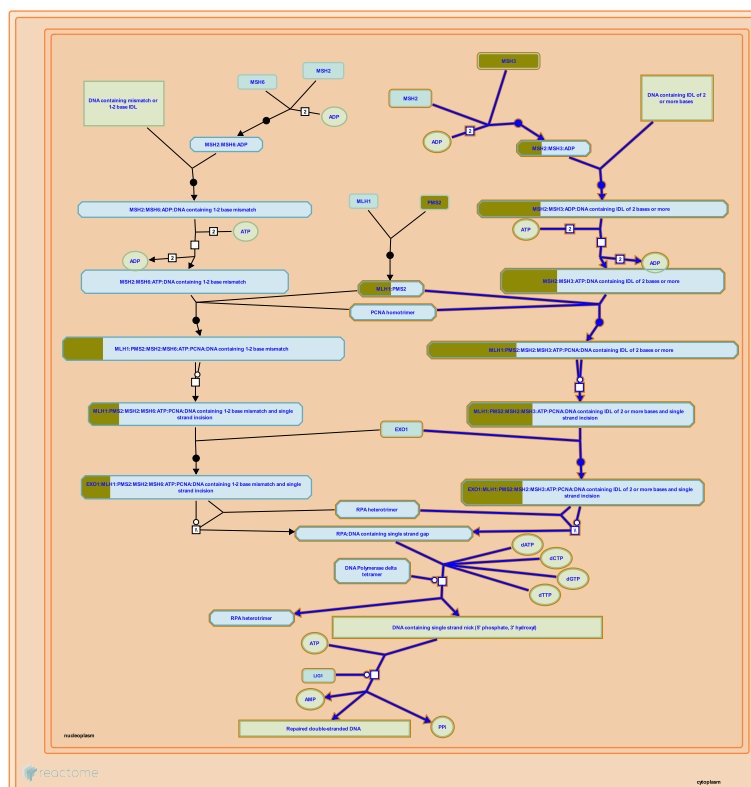 MSH3
MSH2
MSH6
DNA containing mismatch or
1-2 base IDL
DNA containing IDL of 2
or more bases
MSH2
2
ADP
2
ADP
MSH2:MSH6:ADP
MSH2:MSH3:ADP
MLH1
PMS2
MSH2:MSH6:ADP:DNA containing 1-2 base mismatch
MSH2:MSH3:ADP:DNA containing IDL of 2 bases or more
2
ATP
ATP
2
ADP
2
2
ADP
MSH2:MSH6:ATP:DNA containing 1-2 base mismatch
MSH2:MSH3:ATP:DNA containing IDL of 2 bases or more
MLH1:PMS2
PCNA homotrimer
MLH1:PMS2:MSH2:MSH6:ATP:PCNA:DNA containing 1-2 base mismatch
MLH1:PMS2:MSH2:MSH3:ATP:PCNA:DNA containing IDL of 2 bases or more
MLH1:PMS2:MSH2:MSH6:ATP:PCNA:DNA containing 1-2 base mismatch and single
strand incision
MLH1:PMS2:MSH2:MSH3:ATP:PCNA:DNA containing IDL of 2 or more bases and single
strand incision
EXO1
EXO1:MLH1:PMS2:MSH2:MSH6:ATP:PCNA:DNA containing 1-2 base mismatch and single
strand incision
EXO1:MLH1:PMS2:MSH2:MSH3:ATP:PCNA:DNA containing IDL of 2 or more bases and single
strand incision
RPA heterotrimer
RPA:DNA containing single strand gap
dATP
dCTP
DNA Polymerase delta
tetramer
dGTP
dTTP
RPA heterotrimer
DNA containing single strand nick (5' phosphate, 3' hydroxyl)
ATP
LIG1
AMP
Repaired double-stranded DNA
PPi
nucleoplasm
reactome
cytoplasm